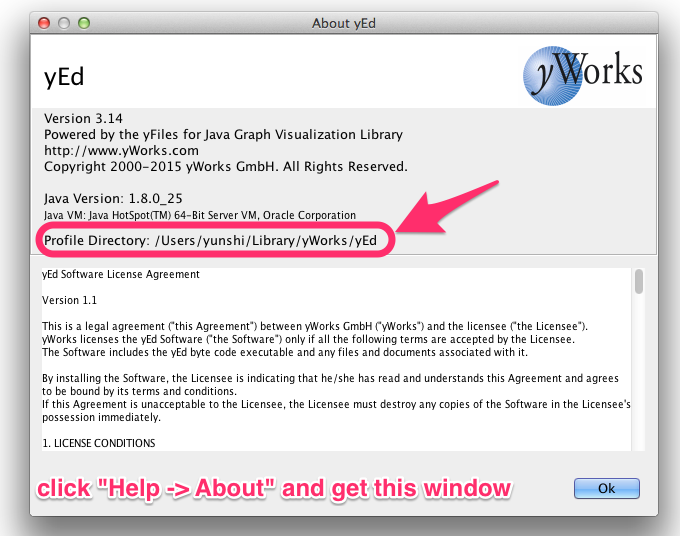 About yEd
yEd
yWorks
Version 3.14
Powered by the yFiles for Java Graph Visualization Library
http://www.yWorks.com
Copyright 2000-2015 yWorks GmbH. All Rights Reserved.
Java Version: 1.8.0_25
Java VM: Java HotSpot(TM) 64-Bit Server VM, Oracle Corporation
Profile Directory: /Users/yunshi/Library/yWorks/yEd
yEd Software License Agreement
Version 1.1
This is a legal agreement ("this Agreement") between yWorks GmbH ("yWorks") and the licensee ("the Licensee").
yWorks licenses the yEd Software ("the Software") only if all the following terms are accepted by the Licensee.
The Software includes the yEd byte code executable and any files and documents associated with it.
By installing the Software, the Licensee is indicating that he/she has read and understands this Agreement and agrees
to be bound by its terms and conditions.
If this Agreement is unacceptable to the Licensee, the Licensee must destroy any copies of the Software in the Licensee's
possession immediately.
1. LICENSE CONDITIONS
click "Help -> About" and get this window
Ok